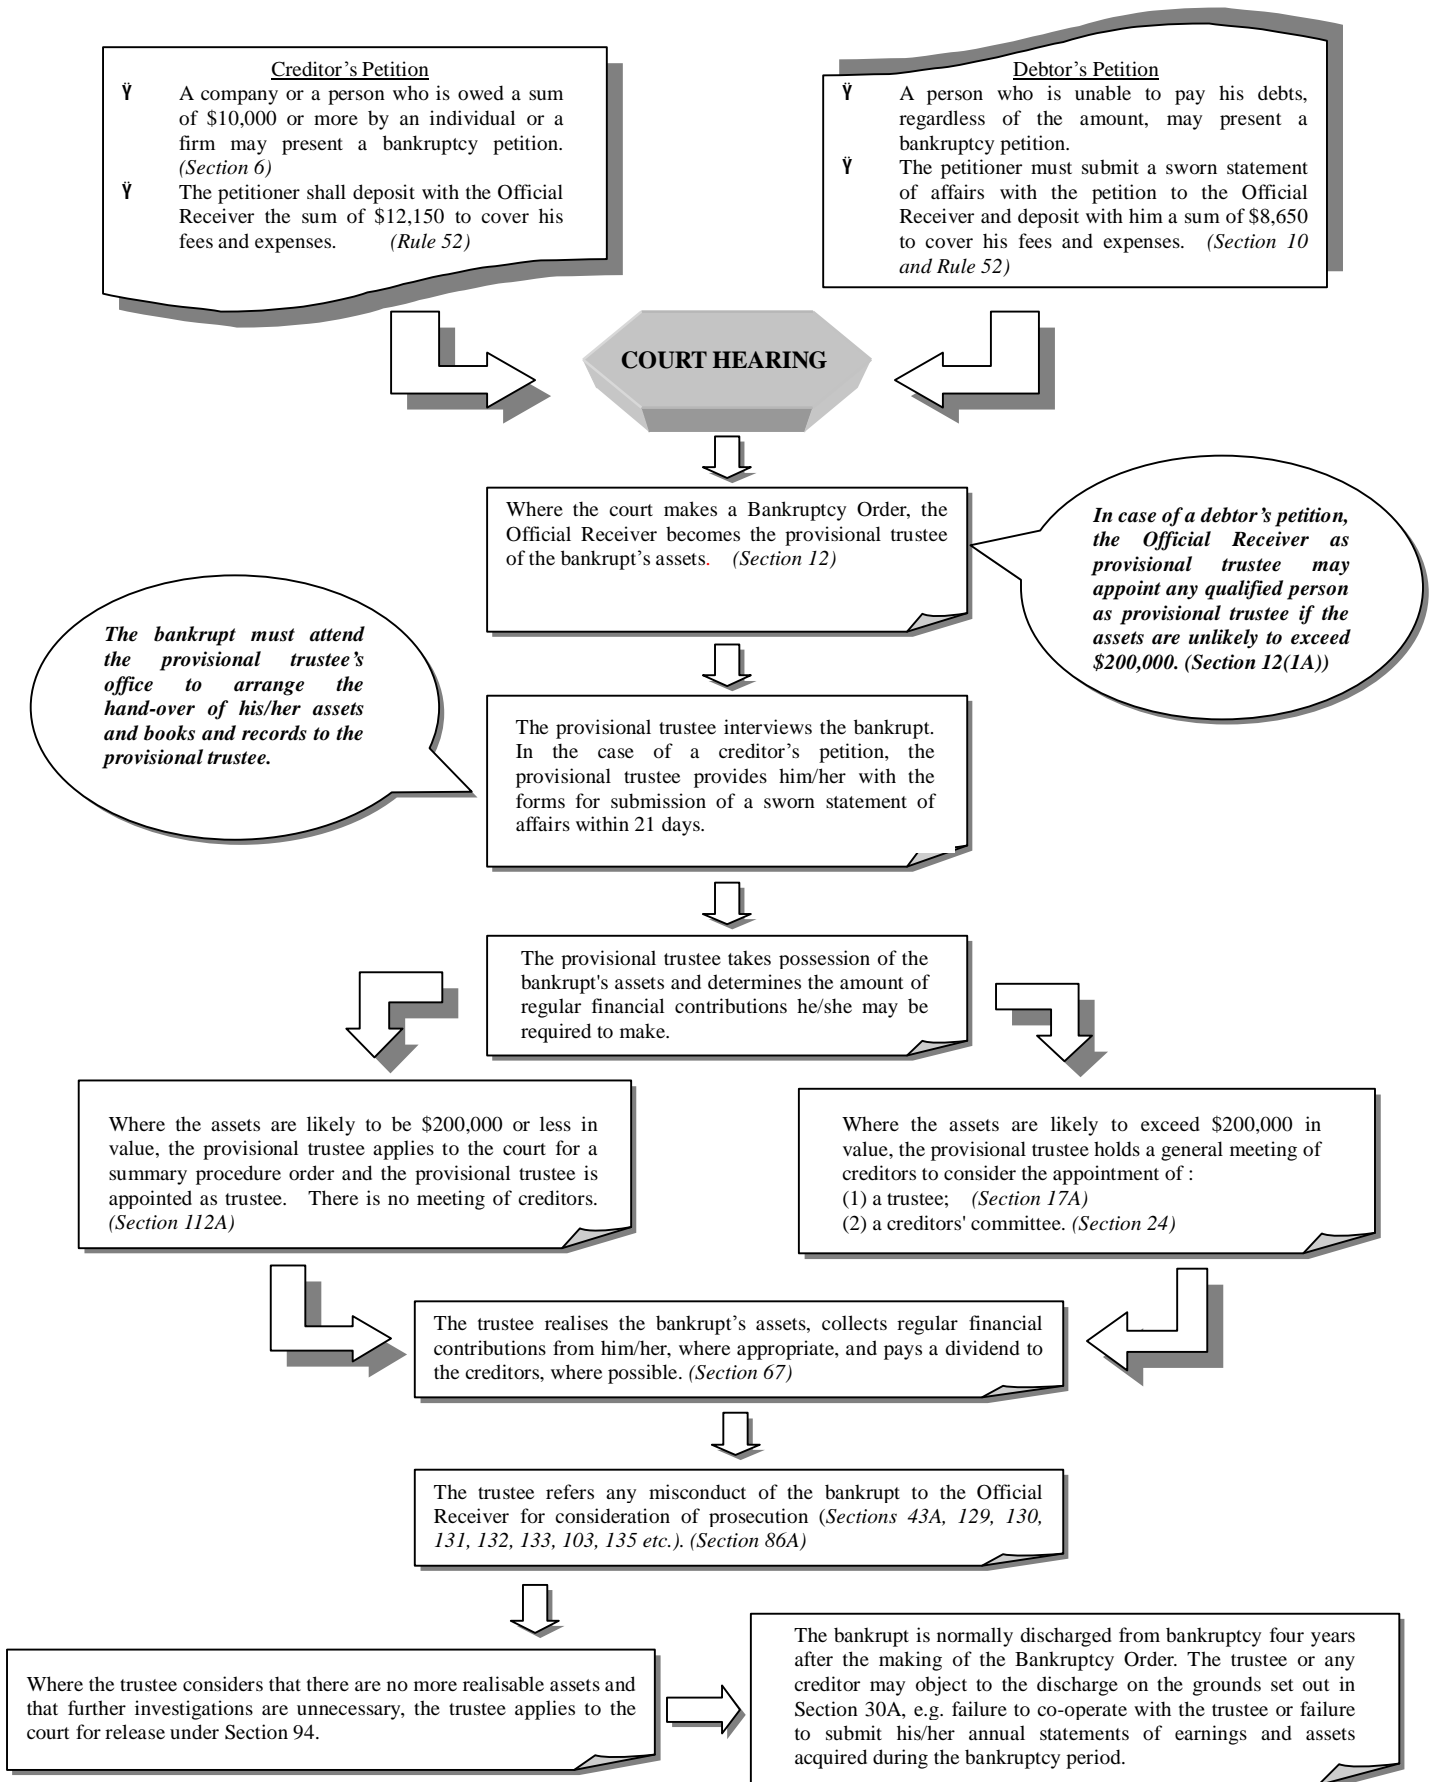 Creditor's Petition
Ÿ A company or a person who is owed a sum
of $10,000 or more by an individual or a
firm may present a bankruptcy petition.
(Section 6)
Ÿ The petitioner shall deposit with the Official
Receiver the sum of $12,150 to cover his
fees and expenses. (Rule 52)
Debtor's Petition
Ÿ A person who is unable to pay his debts,
regardless of the amount, may present a
bankruptcy petition.
Ÿ The petitioner must submit a sworn statement
of affairs with the petition to the Official
Receiver and deposit with him a sum of $8,650
to cover his fees and expenses. (Section 10
and Rule 52)
COURT HEARING
Where the court makes a Bankruptcy Order, the
Official Receiver becomes the provisional trustee
of the bankrupt's assets. (Section 12)
In case of a debtor's petition,
the Official Receiver as
provisional trustee may
appoint any qualified person
as provisional trustee if the
assets are unlikely to exceed
$200,000. (Section 12(1A))
The bankrupt must attend
the provisional trustee's
office to arrange the
hand-over of his/her assets
and books and records to the
provisional trustee.
The provisional trustee interviews the bankrupt.
In the case of a creditor's petition, the
provisional trustee provides him/her with the
forms for submission of a sworn statement of
affairs within 21 days.
The provisional trustee takes possession of the
bankrupt's assets and determines the amount of
regular financial contributions he/she may be
required to make.
Where the assets are likely to be $200,000 or less in
value, the provisional trustee applies to the court for a
summary procedure order and the provisional trustee is
appointed as trustee. There is no meeting of creditors.
(Section 112A)
Where the assets are likely to exceed $200,000 in
value, the provisional trustee holds a general meeting of
creditors to consider the appointment of :
(1) a trustee; (Section 17A)
(2) a creditors' committee. (Section 24)
The trustee realises the bankrupt's assets, collects regular financial
contributions from him/her, where appropriate, and pays a dividend to
the creditors, where possible. (Section 67)
The trustee refers any misconduct of the bankrupt to the Official
Receiver for consideration of prosecution (Sections 43A, 129, 130,
131, 132, 133, 103, 135 etc.). (Section 86A)
Where the trustee considers that there are no more realisable assets and
that further investigations are unnecessary, the trustee applies to the
court for release under Section 94.
The bankrupt is normally discharged from bankruptcy four years
after the making of the Bankruptcy Order. The trustee or any
creditor may object to the discharge on the grounds set out in
Section 30A, e.g. failure to co-operate with the trustee or failure
to submit his/her annual statements of earnings and assets
acquired during the bankruptcy period.